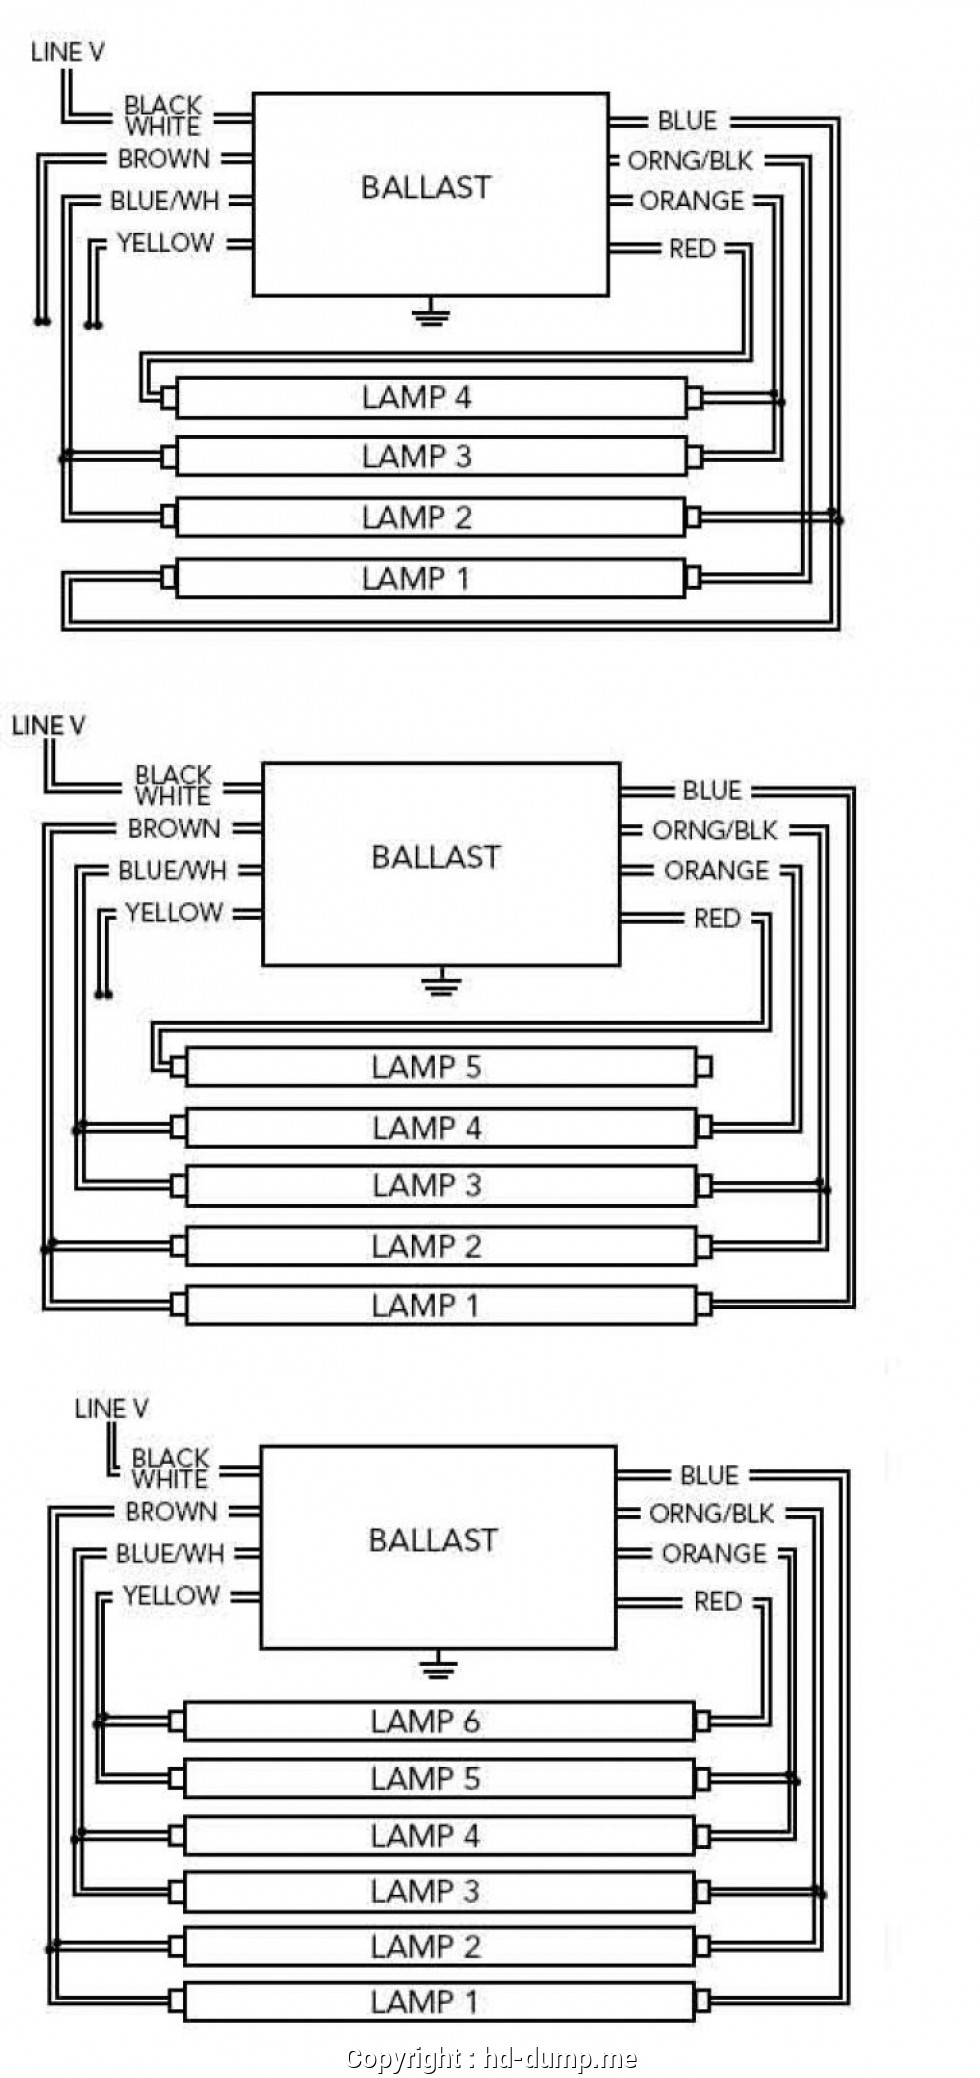 LINE V
BLACK
WHITE
BROWN
BLUE/WH
YELLOW
BALLAST
BLUE
ORNG/BLK
ORANGE
RED
LAMP 4
LAMP 3
LAMP 2
LAMP 1
LINE V
BLACK
WHITE
BROWN
BLUE/WH
YELLOW
BALLAST
BLUE
ORNG/BLK
ORANGE
RED
LAMP 5
LAMP 4
LAMP 3
LAMP 2
LAMP 1
LINE V
BLACK
WHITE
BROWN
BLUE/WH
YELLOW
BALLAST
BLUE
ORNG/BLK
ORANGE
RED
LAMP 6
LAMP 5
LAMP 4
LAMP 3
LAMP 2
LAMP 1
Copyright : hd-dump.me